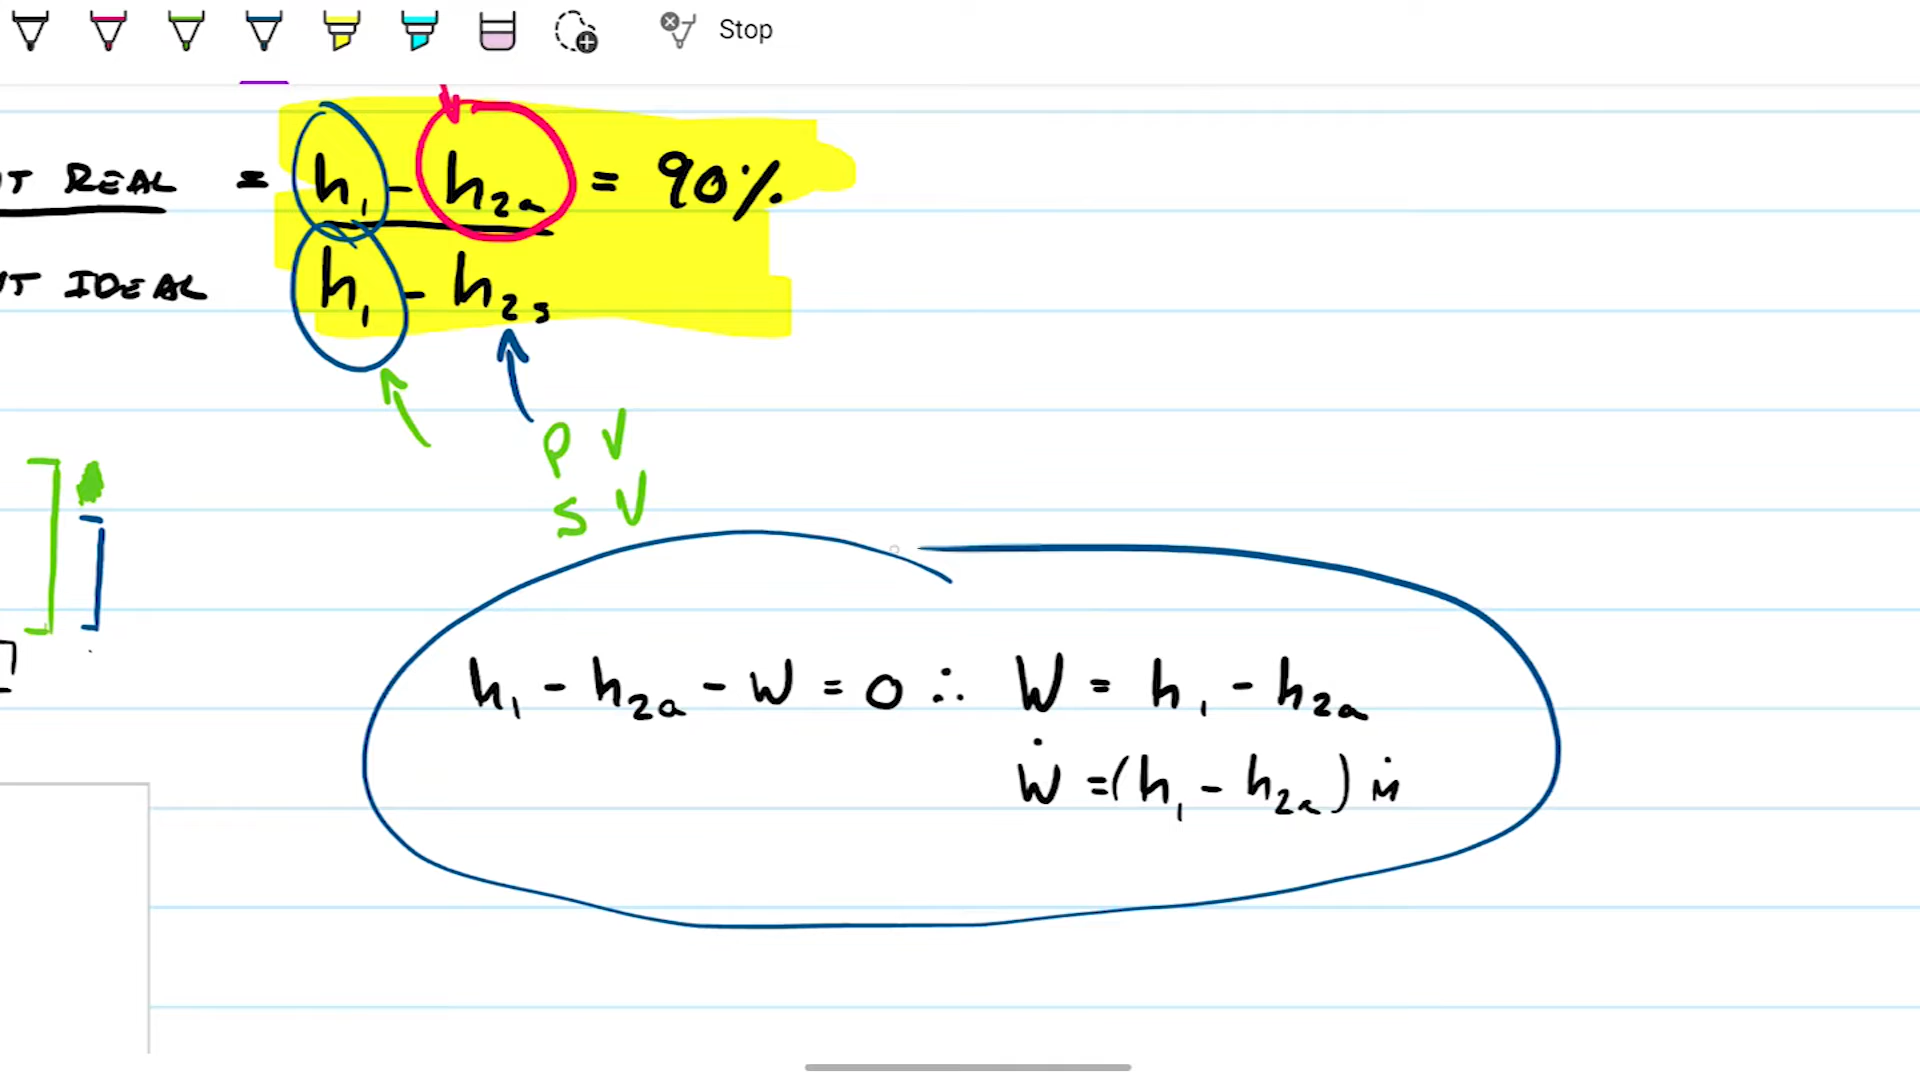 Stop
REAL = h₁ - h₂ₐ = 90%
IDEAL h₁ - h₂ₛ
P √
S √
h₁ - h₂ₐ - W = 0 ∴ W = h₁ - h₂ₐ
Ẇ = (h₁ - h₂ₐ) ṁ